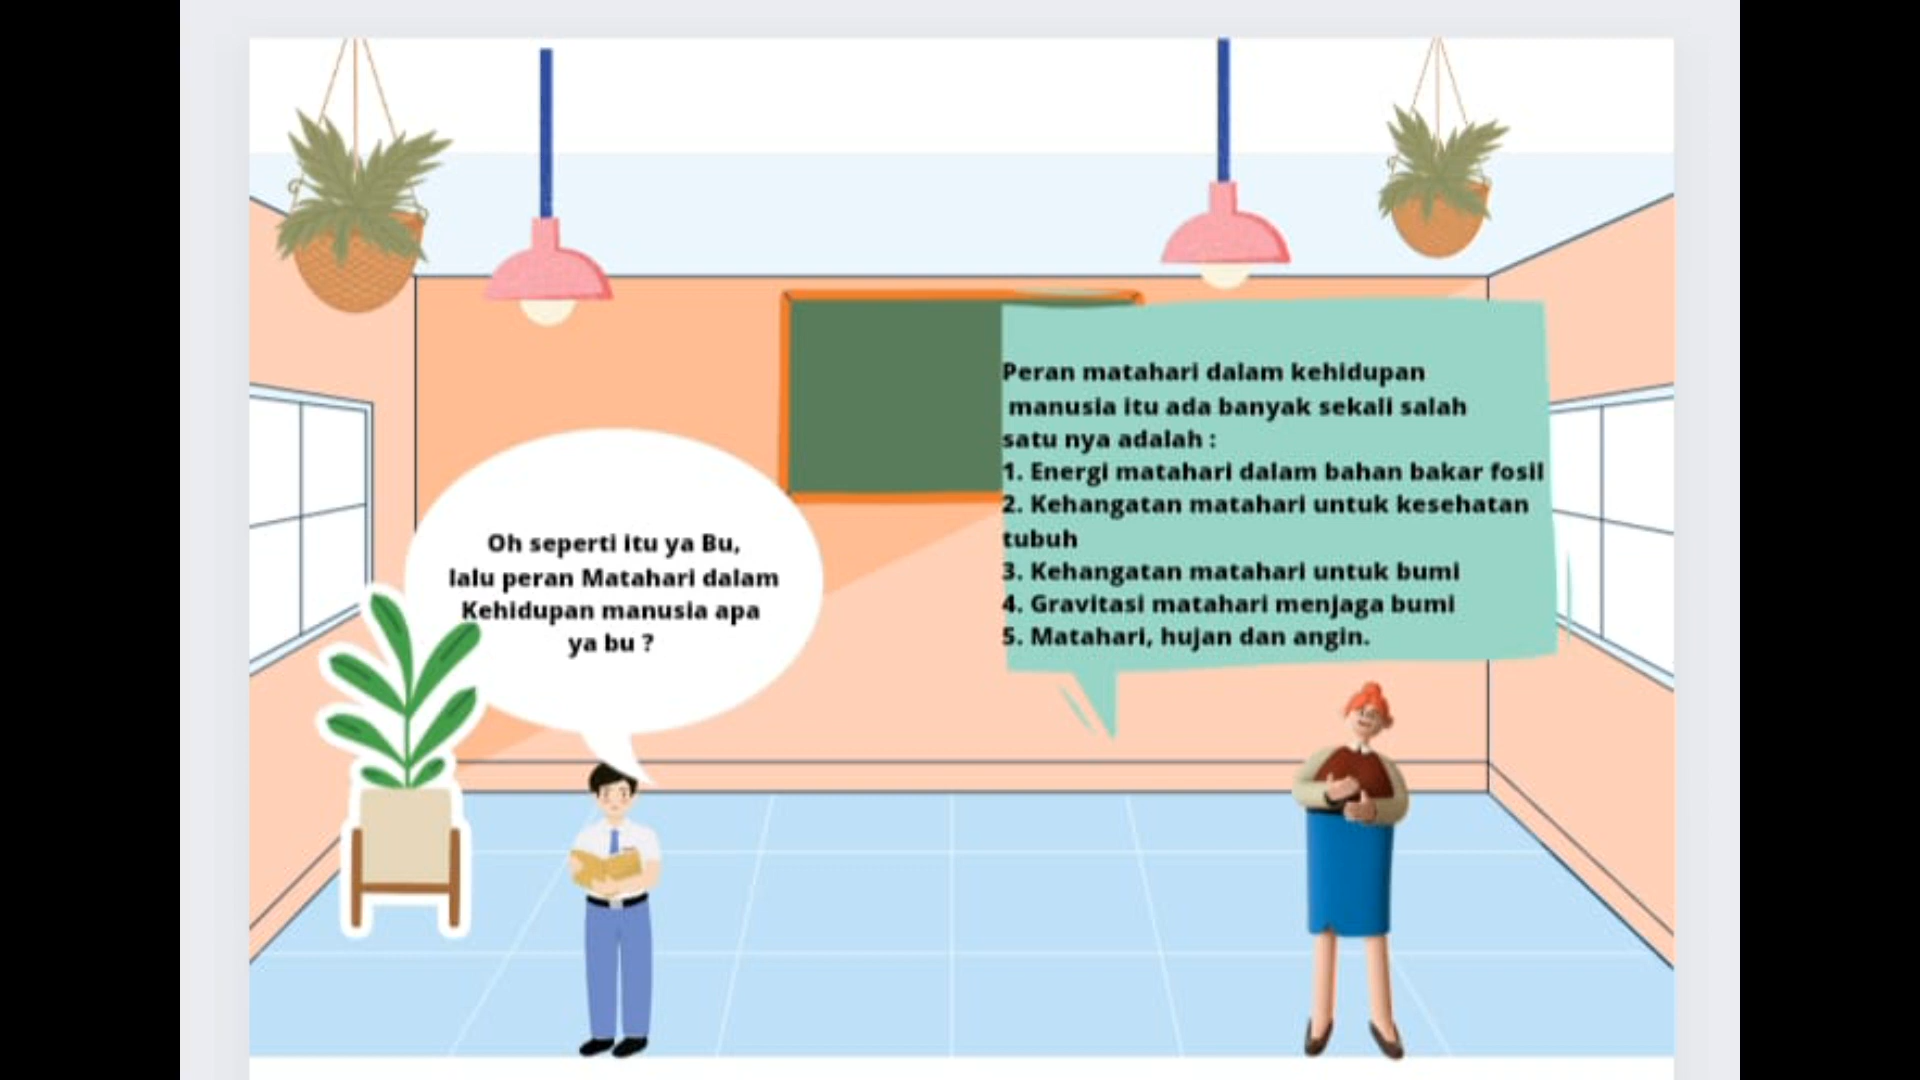 Oh seperti itu ya Bu,
lalu peran Matahari dalam
Kehidupan manusia apa
ya bu ?
Peran matahari dalam kehidupan
manusia itu ada banyak sekali salah
satu nya adalah :
1. Energi matahari dalam bahan bakar fosil
2. Kehangatan matahari untuk kesehatan
tubuh
3. Kehangatan matahari untuk bumi
4. Gravitasi matahari menjaga bumi
5. Matahari, hujan dan angin.